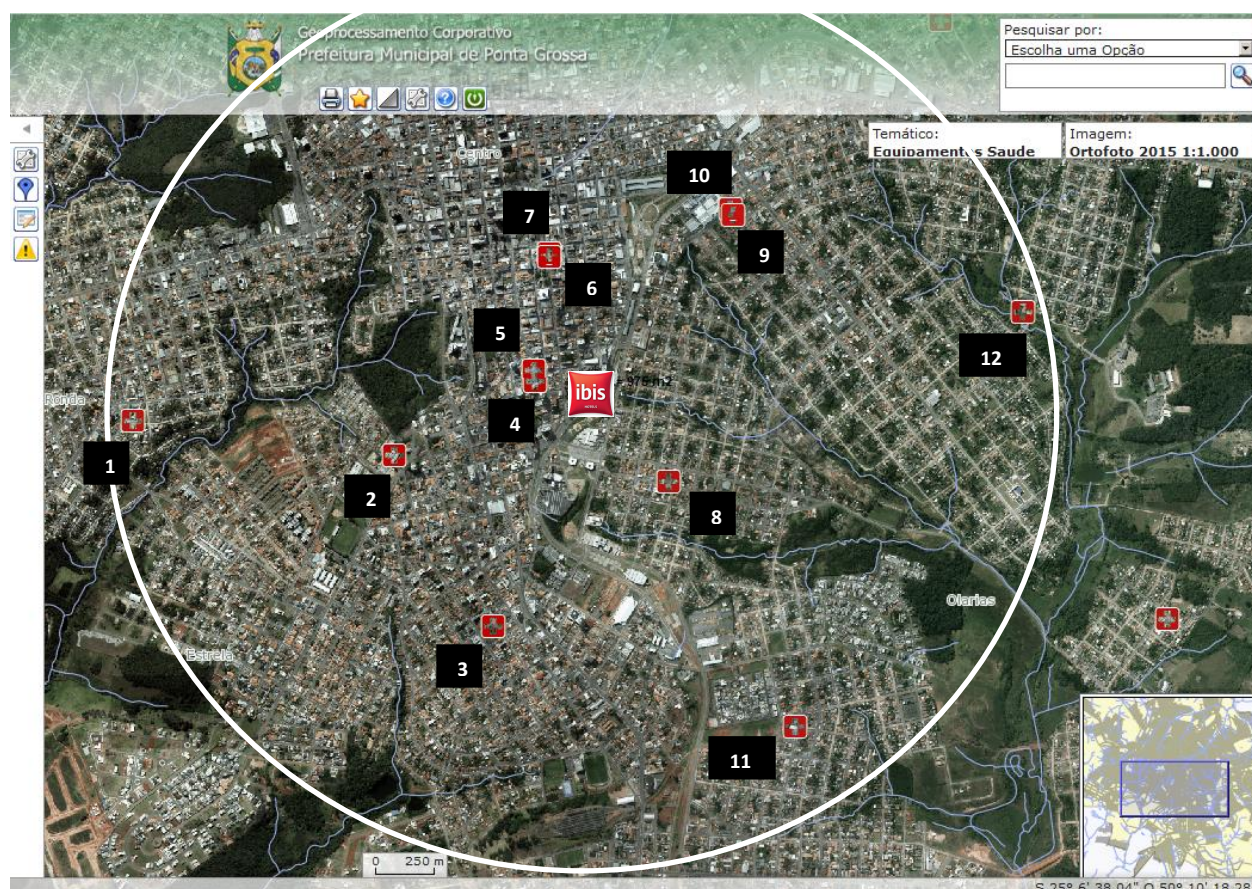 Geoprocessamento Corporativo
Prefeitura Municipal de Ponta Grossa
Pesquisar por:
Escolha uma Opção
Temático:
Equipamentos Saude
Imagem:
Ortofoto 2015 1:1.000
Centro
10
7
9
6
5
12
ibis
HOTELS
Ronda
4
1
2
8
Olarias
Estrela
3
11
0 250 m